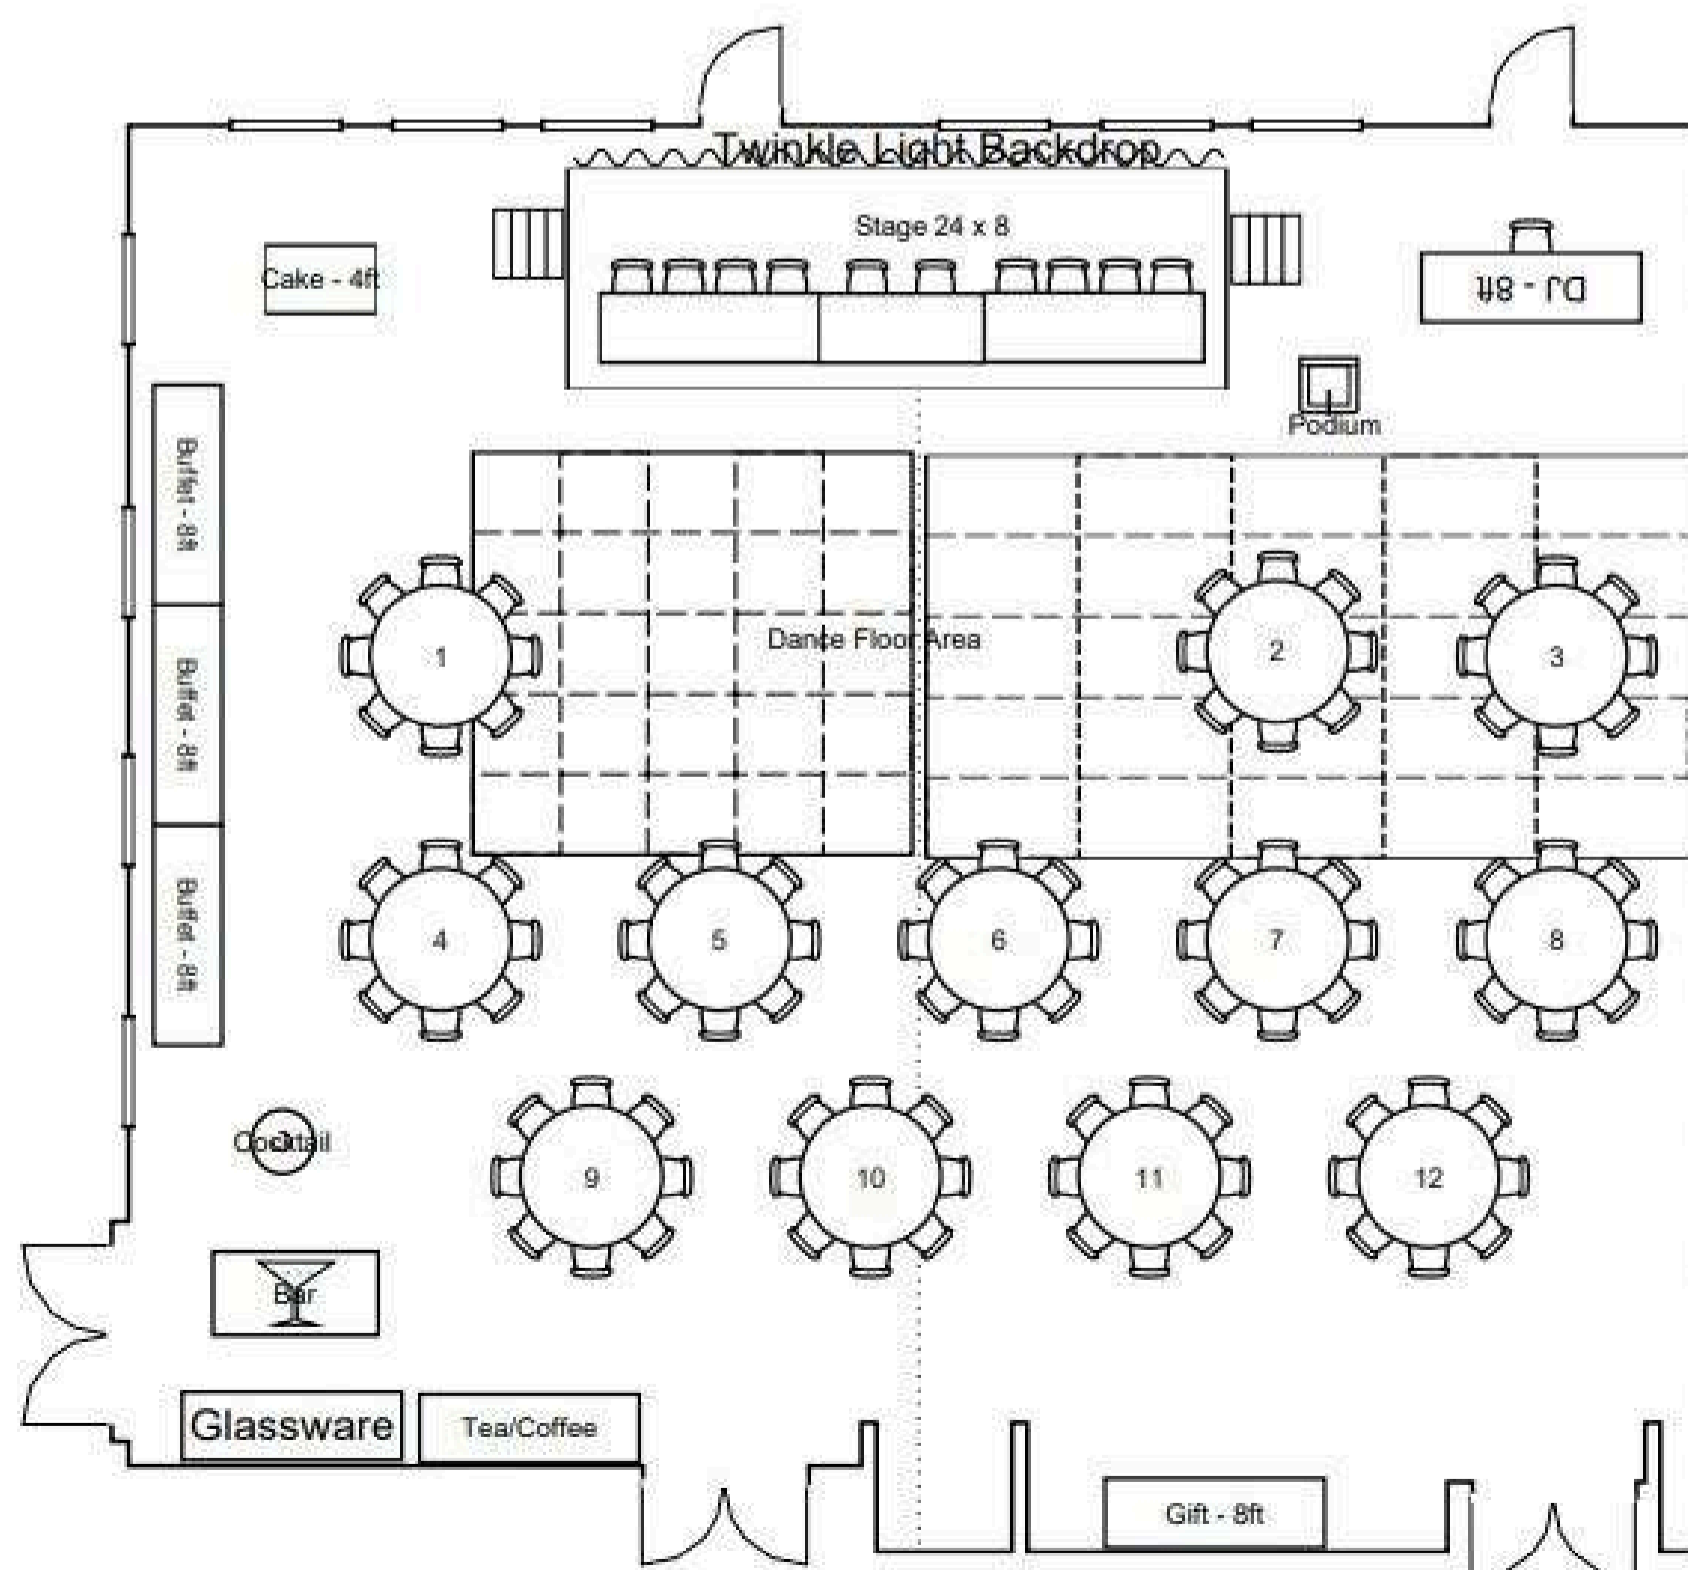 Twinkle Light Backdrop
Stage 24 x 8
Cake - 4ft
DJ - 8ft
Podium
Buffet - 8ft
Dance Floor Area
1
2
3
Buffet - 8ft
4
5
6
7
8
Buffet - 8ft
Cocktail
9
10
11
12
Bar
Glassware
Tea/Coffee
Gift - 8ft